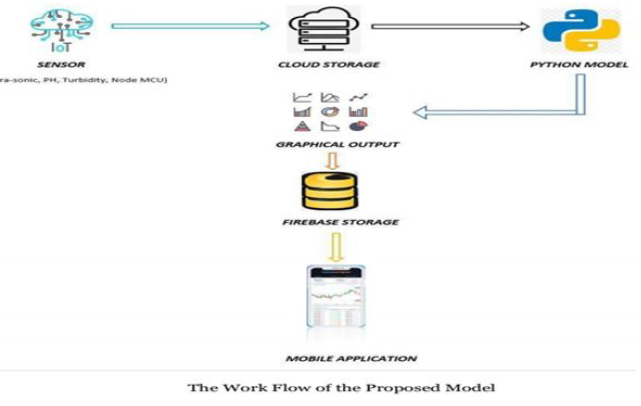 IoT
SENSOR
CLOUD STORAGE
PYTHON MODEL
ra-sonic, PH, Turbidity, Node MCU)
GRAPHICAL OUTPUT
FIREBASE STORAGE
MOBILE APPLICATION
The Work Flow of the Proposed Model